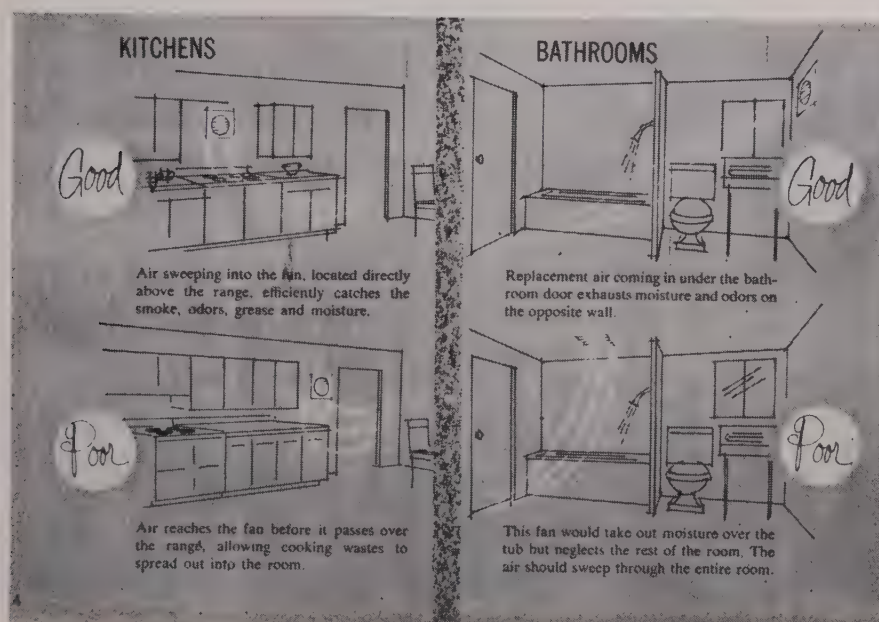 KITCHENS
Good
Air sweeping into the fan, located directly
above the range, efficiently catches the
smoke, odors, grease and moisture.
Poor
Air reaches the fan before it passes over
the range, allowing cooking wastes to
spread out into the room.
BATHROOMS
Good
Replacement air coming in under the bath-
room door exhausts moisture and odors on
the opposite wall.
Poor
This fan would take out moisture over the
tub but neglects the rest of the room. The
air should sweep through the entire room.
4